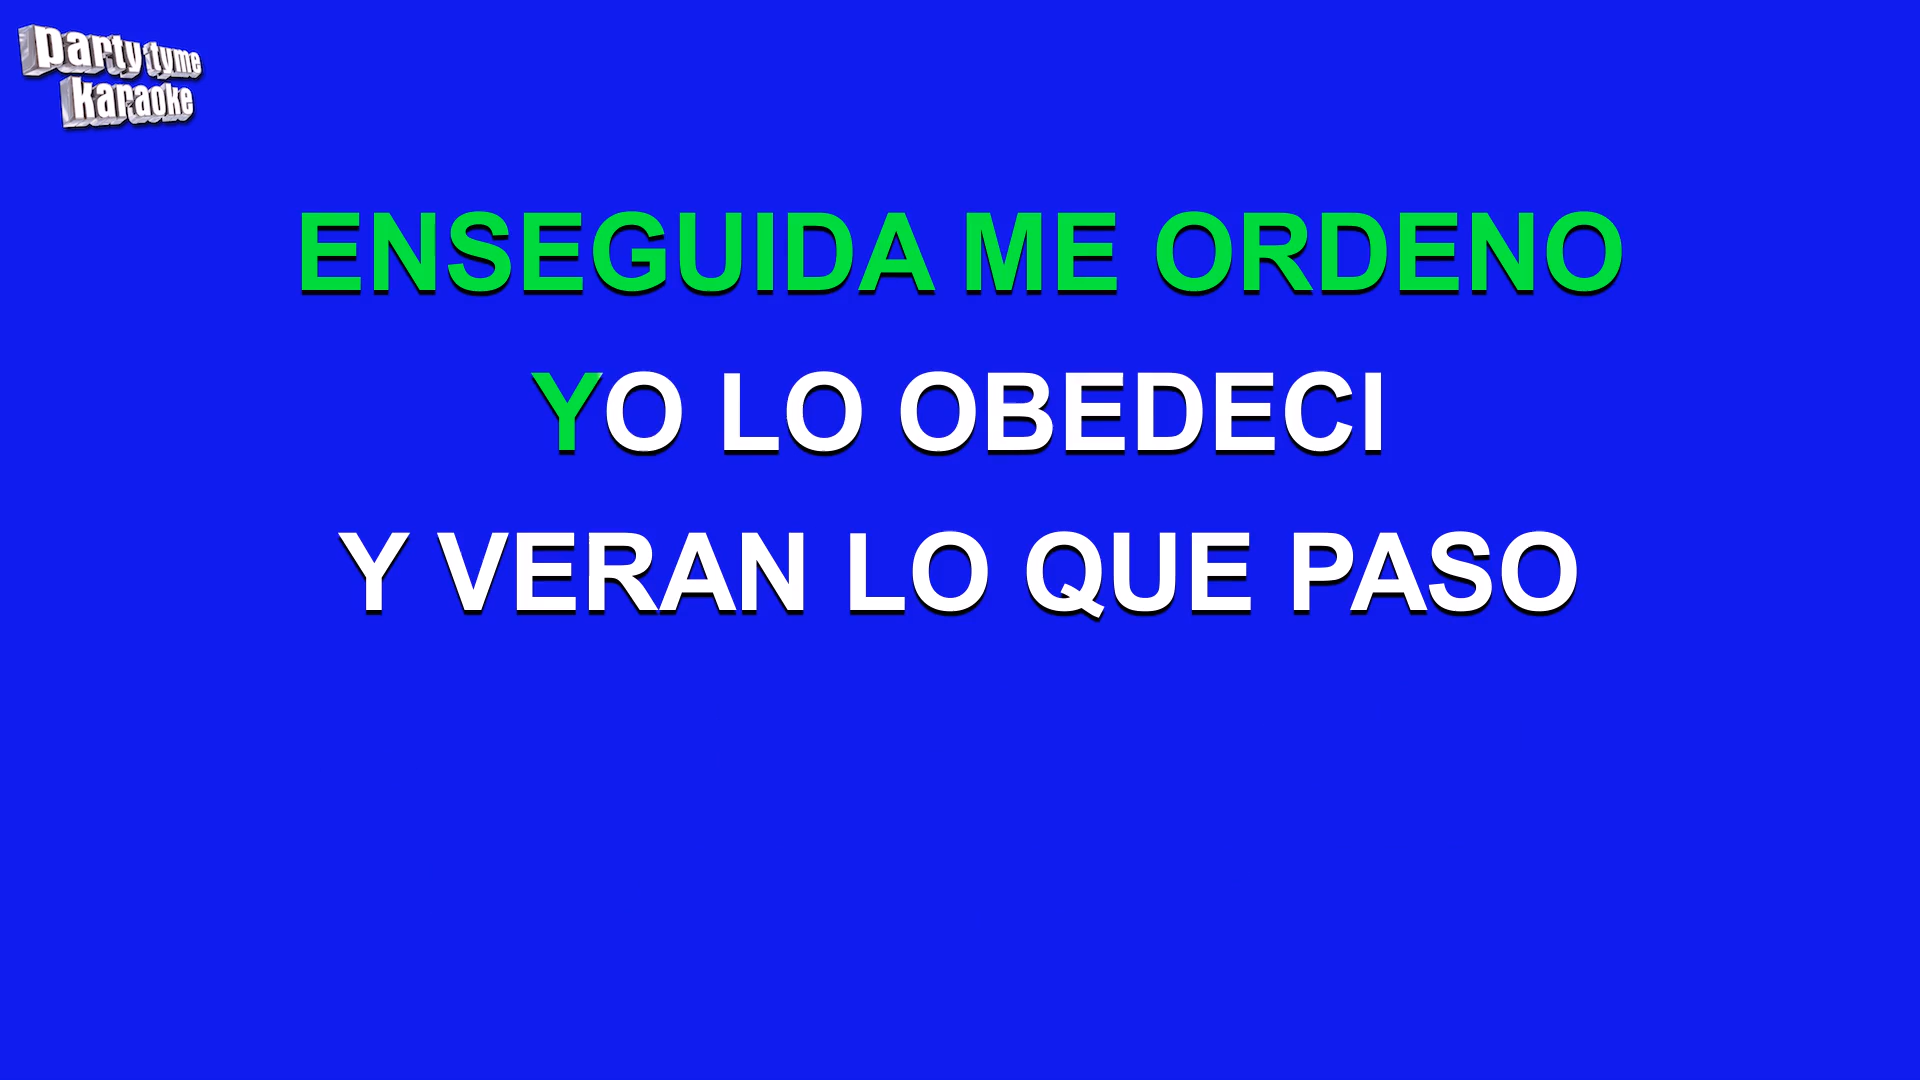 party tyme
karaoke
ENSEGUIDA ME ORDENO
YO LO OBEDECI
Y VERAN LO QUE PASO